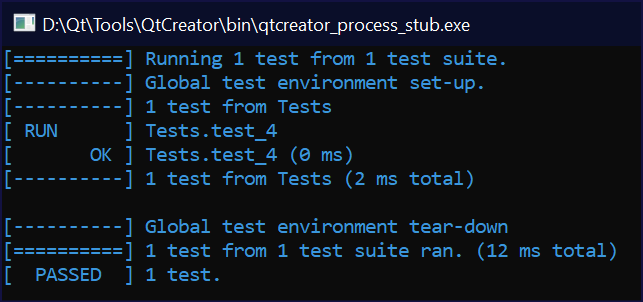 D:\Qt\Tools\QtCreator\bin\qtcreator_process_stub.exe
[==========] Running 1 test from 1 test suite.
[----------] Global test environment set-up.
[----------] 1 test from Tests
[ RUN      ] Tests.test_4
[       OK ] Tests.test_4 (0 ms)
[----------] 1 test from Tests (2 ms total)

[----------] Global test environment tear-down
[==========] 1 test from 1 test suite ran. (12 ms total)
[  PASSED  ] 1 test.